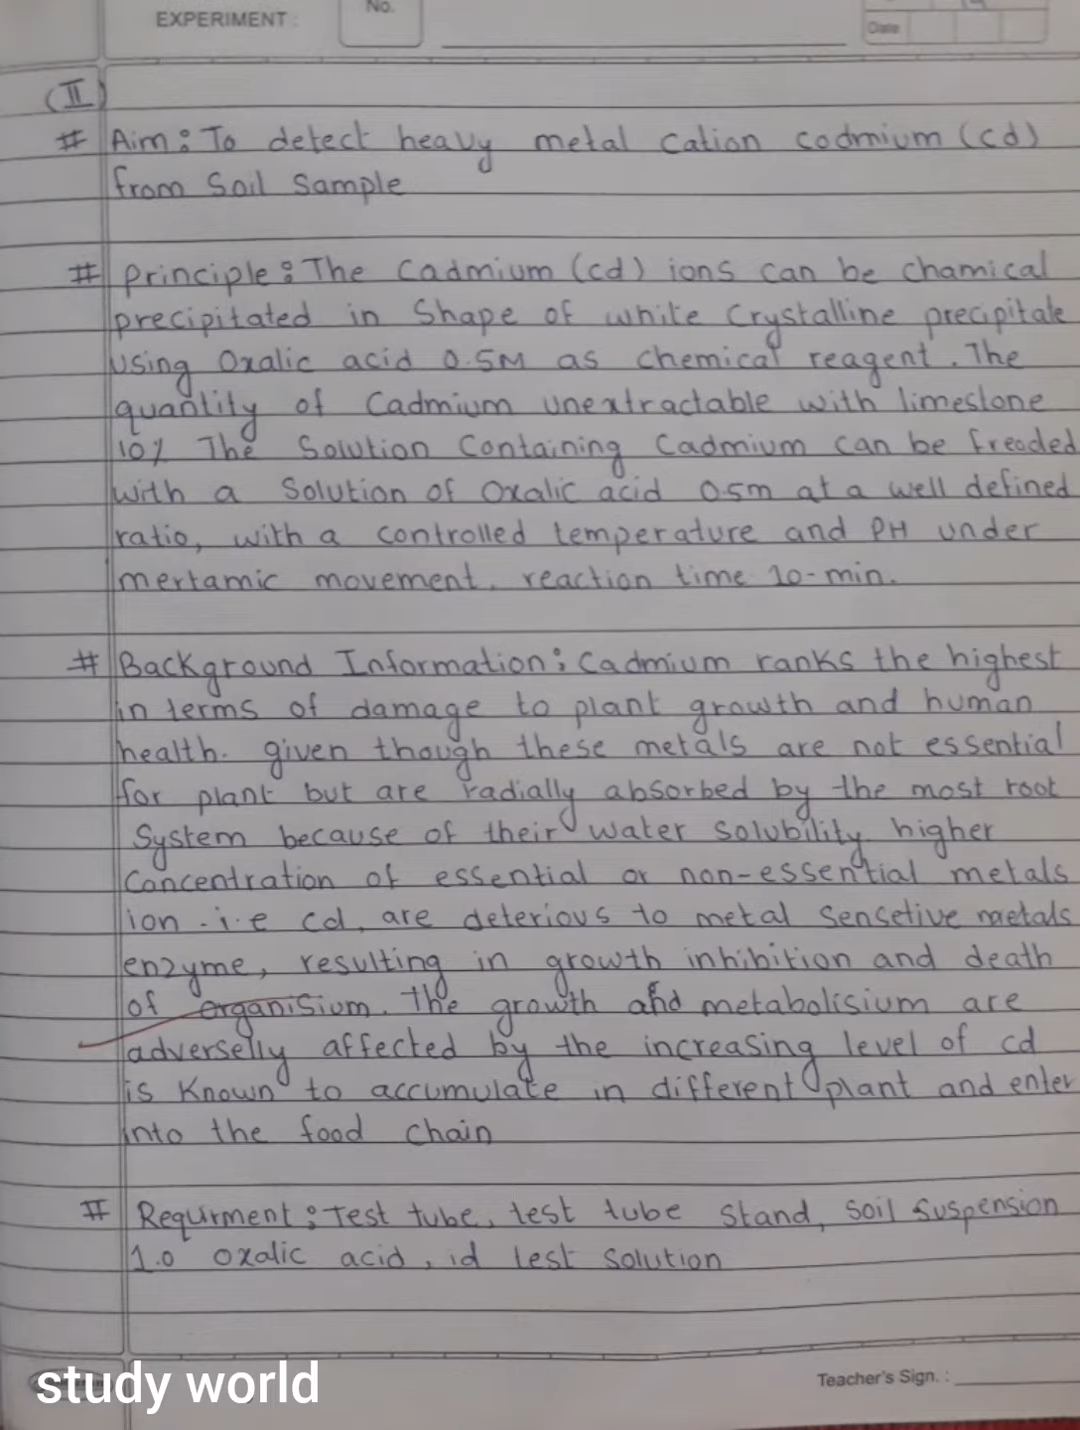 EXPERIMENT :
No.
Date
(II)
# Aim : To detect heavy metal cation codmium (cd)
from Soil Sample
# principle : The cadmium (cd) ions can be chamical
precipitated in Shape of white Crystalline precipitate
using Oxalic acid 0.5M as chemical reagent. The
quantity of Cadmium unextractable with limestone
10% The Solution Containing Cadmium can be freaded
with a Solution of Oxalic acid 0.5m at a well defined
ratio, with a controlled temperature and PH under
mertamic movement. reaction time 10-min.
# Background Information : Cadmium ranks the highest
in terms of damage to plant growth and human
health. given though these metals are not essential
for plant but are radially absorbed by the most root
System because of their water solubility higher
Concentration of essential or non-essential metals
ion .i.e cd, are deterious to metal Sensetive metals
enzyme, resulting in growth inhibition and death
of organisium. The growth and metabolisium are
adverselly affected by the increasing level of cd
is Known to accumulate in different plant and enter
into the food chain
# Requirment : Test tube, test tube Stand, Soil Suspension
1.0 oxalic acid, id test solution
study world
Teacher's Sign. :